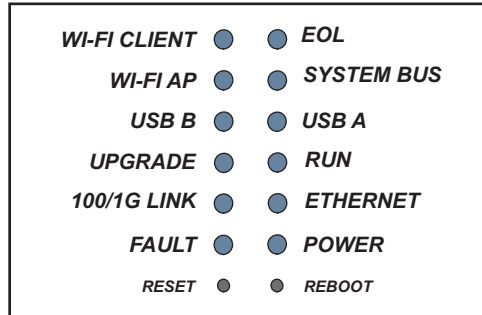 WI-FI CLIENT EOL
WI-FI AP SYSTEM BUS
USB B USB A
UPGRADE RUN
100/1G LINK ETHERNET
FAULT POWER
RESET REBOOT